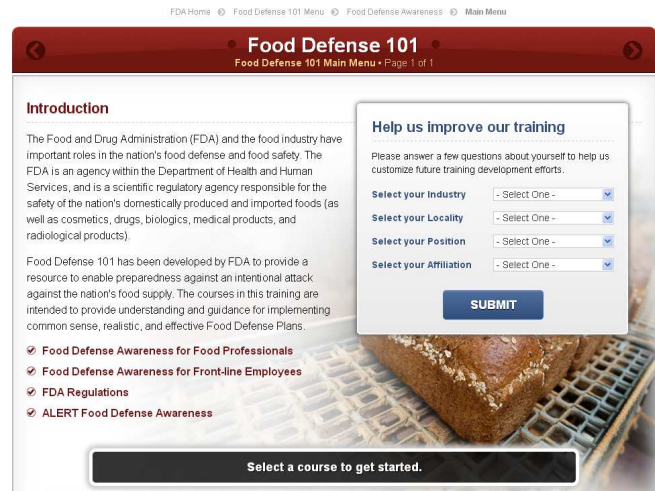 FDA Home Food Defense 101 Menu Food Defense Awareness Main Menu
Food Defense 101
Food Defense 101 Main Menu • Page 1 of 1
Introduction
The Food and Drug Administration (FDA) and the food industry have
important roles in the nation's food defense and food safety. The
FDA is an agency within the Department of Health and Human
Services, and is a scientific regulatory agency responsible for the
safety of the nation's domestically produced and imported foods (as
well as cosmetics, drugs, biologics, medical products, and
radiological products).
Food Defense 101 has been developed by FDA to provide a
resource to enable preparedness against an intentional attack
against the nation's food supply. The courses in this training are
intended to provide understanding and guidance for implementing
common sense, realistic, and effective Food Defense Plans.
Food Defense Awareness for Food Professionals
Food Defense Awareness for Front-line Employees
FDA Regulations
ALERT Food Defense Awareness
Help us improve our training
Please answer a few questions about yourself to help us
customize future training development efforts.
Select your Industry - Select One -
Select your Locality - Select One -
Select your Position - Select One -
Select your Affiliation - Select One -
SUBMIT
Select a course to get started.